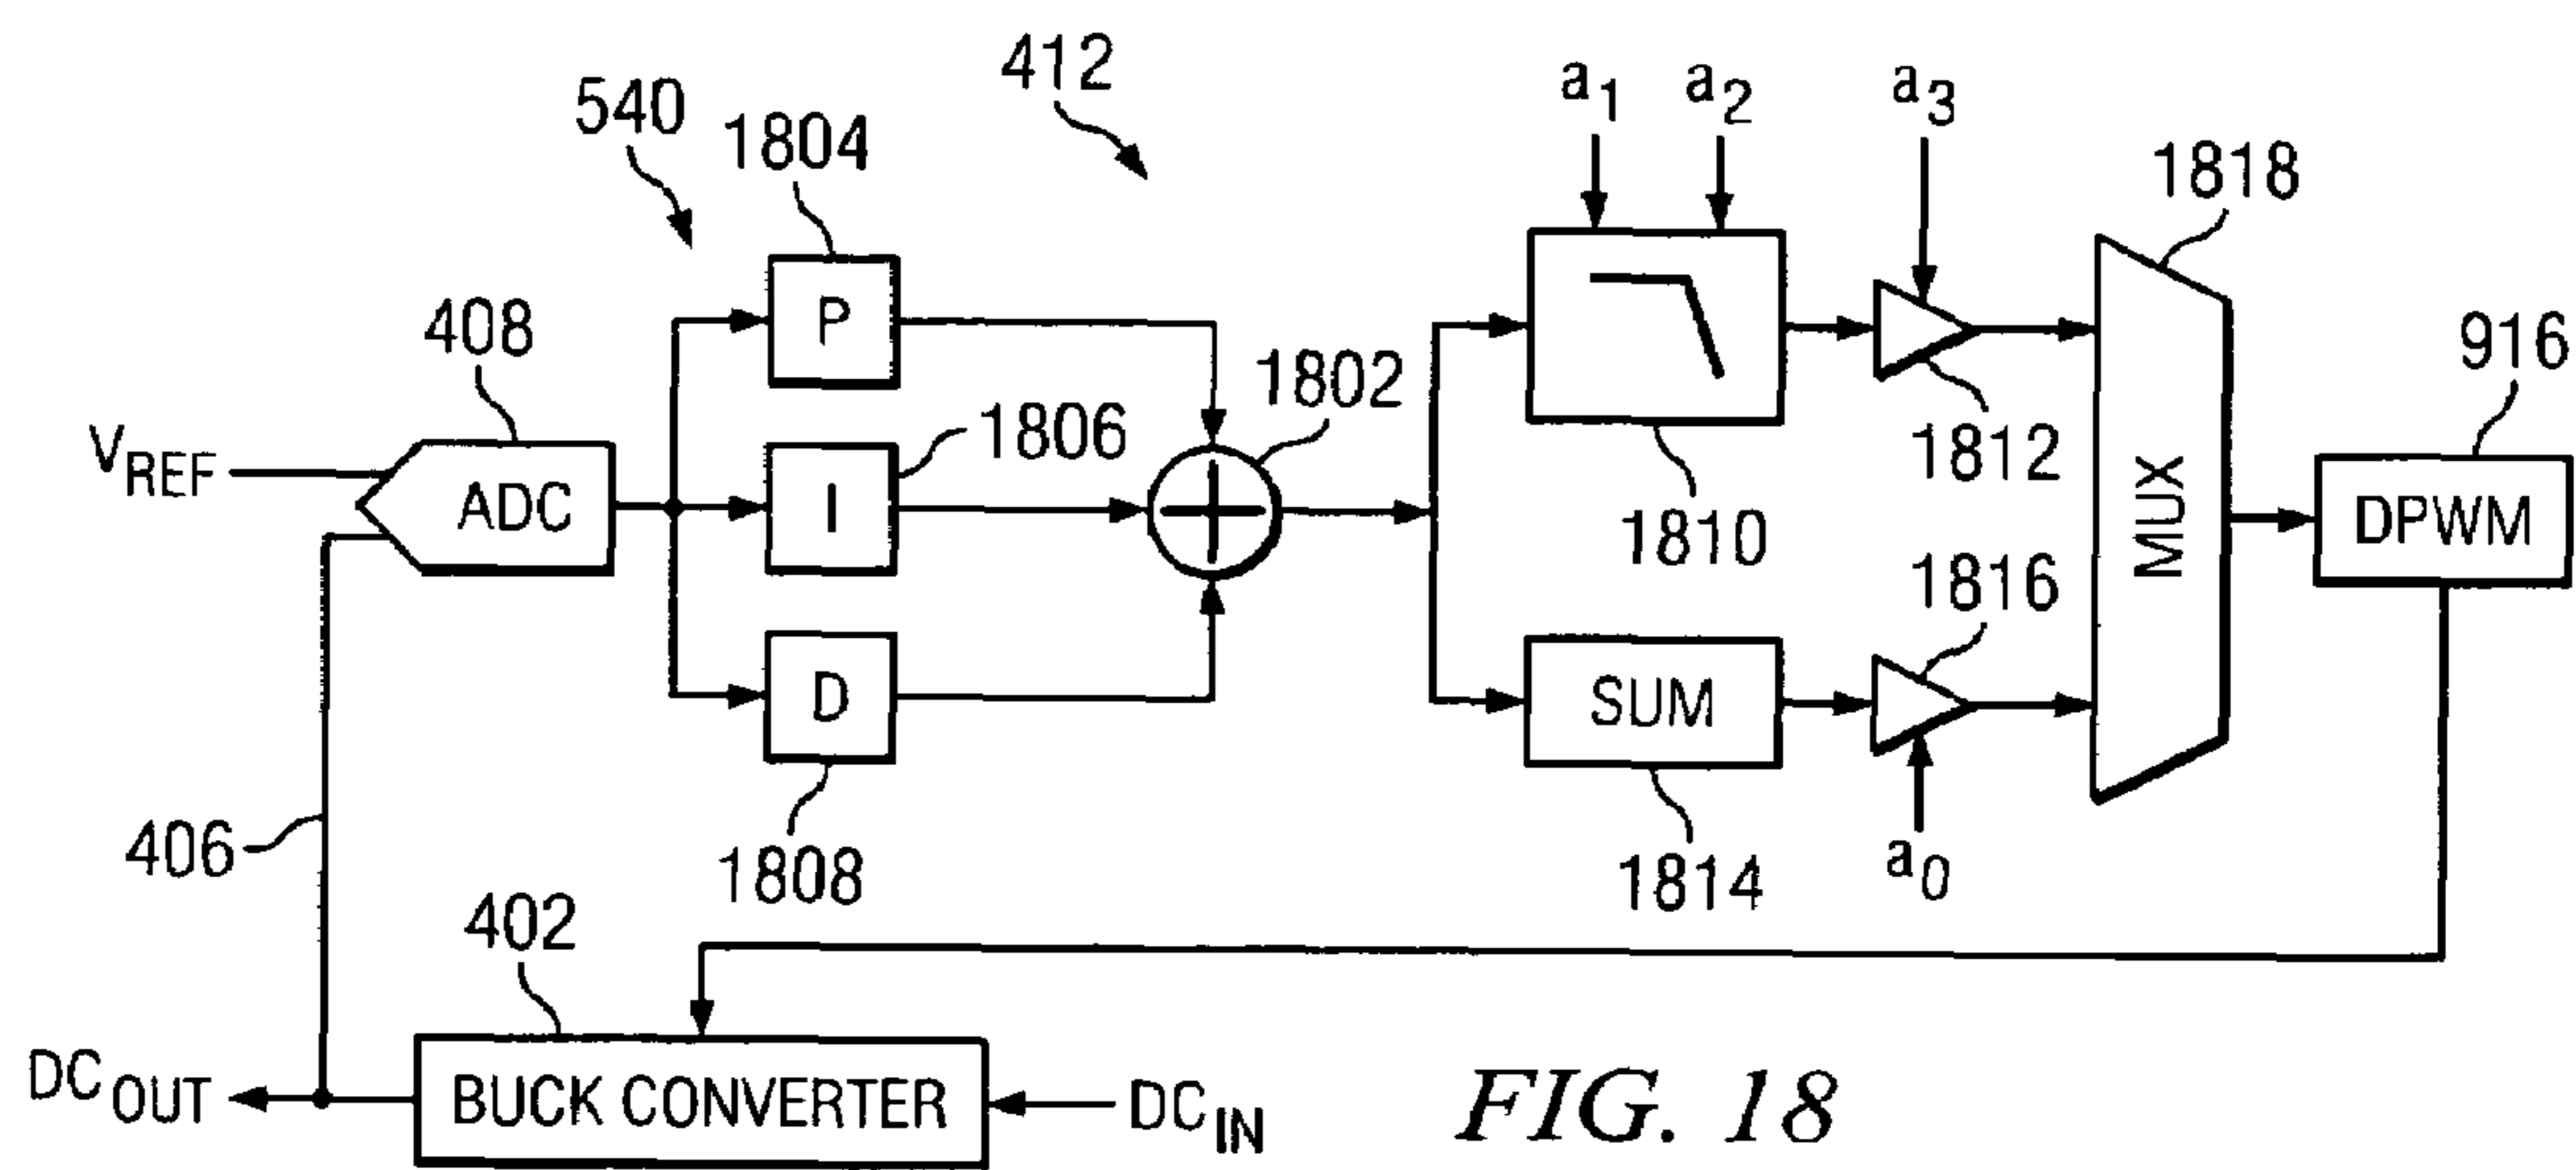 412
a1 a2 a3
540
1804
1818
P
408
1802
916
VREF
ADC
1806
I
1812
1810
MUX
DPWM
1816
D
SUM
406
1808
1814
a0
402
DCOUT
BUCK CONVERTER
DCIN
FIG. 18